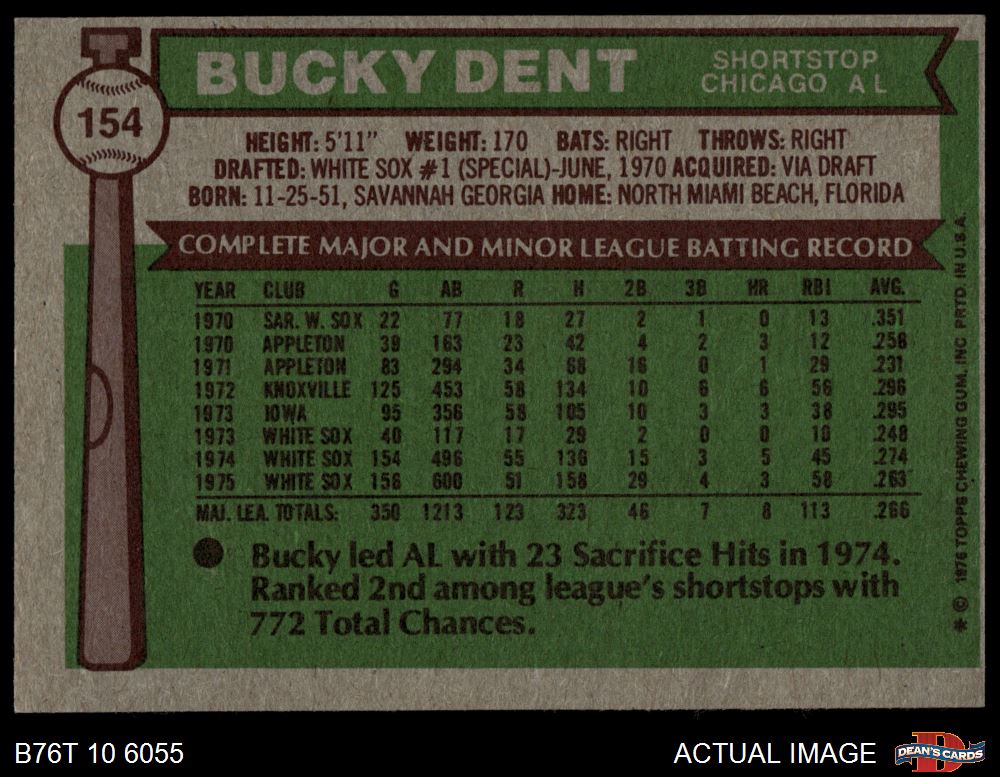 BUCKY DENT
SHORTSTOP
CHICAGO A L
154
HEIGHT: 5'11" WEIGHT: 170 BATS: RIGHT THROWS: RIGHT
DRAFTED: WHITE SOX #1 (SPECIAL)-JUNE, 1970 ACQUIRED: VIA DRAFT
BORN: 11-25-51, SAVANNAH GEORGIA HOME: NORTH MIAMI BEACH, FLORIDA
COMPLETE MAJOR AND MINOR LEAGUE BATTING RECORD
YEAR CLUB G AB R H 2B 3B HR RBI AVG.
1970 SAR. W. SOX 22 77 18 27 2 1 0 13 .351
1970 APPLETON 39 163 23 42 4 2 3 12 .258
1971 APPLETON 83 294 34 68 16 0 1 29 .231
1972 KNOXVILLE 125 453 58 134 10 6 6 56 .296
1973 IOWA 95 356 58 105 10 3 3 38 .295
1973 WHITE SOX 40 117 17 29 2 0 0 10 .248
1974 WHITE SOX 154 496 55 136 15 3 5 45 .274
1975 WHITE SOX 156 600 51 158 29 4 3 58 .263
MAJ. LEA. TOTALS: 350 1213 123 323 46 7 8 113 .266
Bucky led AL with 23 Sacrifice Hits in 1974.
Ranked 2nd among league's shortstops with
772 Total Chances.
* © 1976 TOPPS CHEWING GUM, INC PRTD. IN U.S.A.
B76T 10 6055
ACTUAL IMAGE
D
DEAN'S CARDS